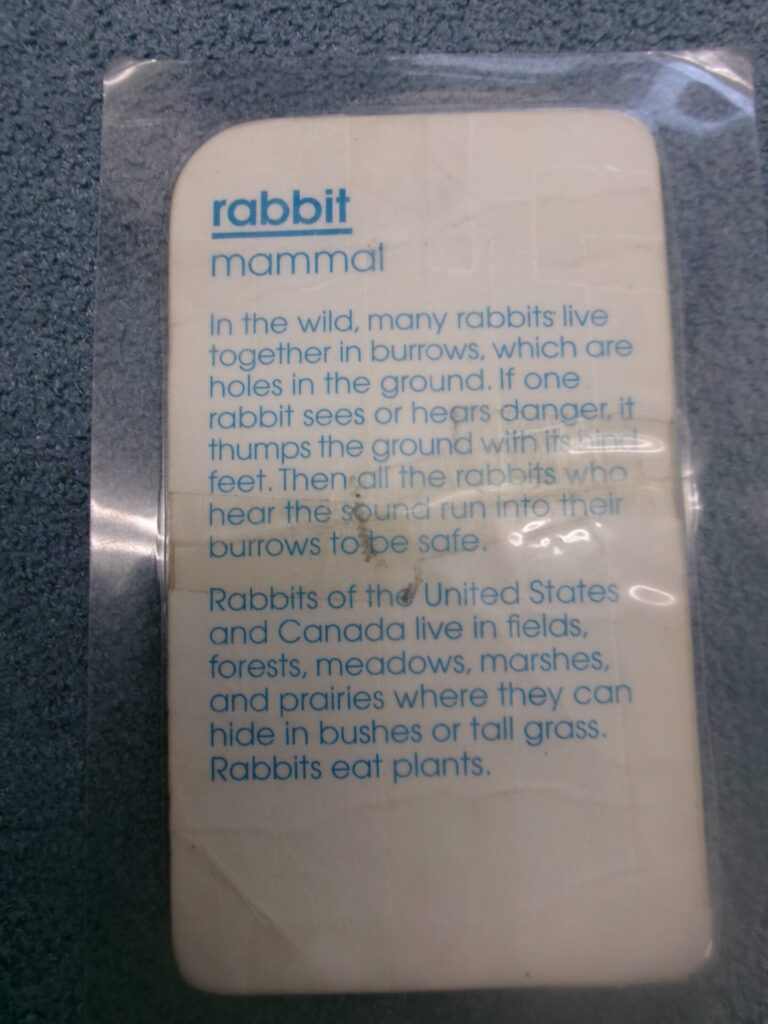 rabbit
mammal
In the wild, many rabbits live
together in burrows, which are
holes in the ground. If one
rabbit sees or hears danger, it
thumps the ground with its hind
feet. Then all the rabbits who
hear the sound run into their
burrows to be safe.
Rabbits of the United States
and Canada live in fields,
forests, meadows, marshes,
and prairies where they can
hide in bushes or tall grass.
Rabbits eat plants.